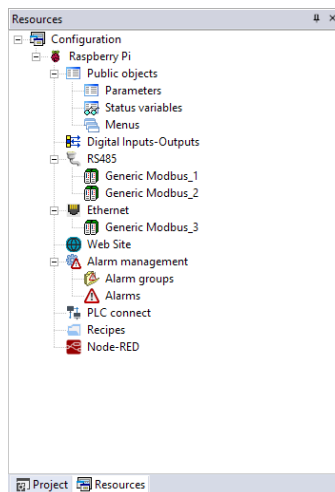 Resources
Configuration
Raspberry Pi
Public objects
Parameters
Status variables
Menus
Digital Inputs-Outputs
RS485
Generic Modbus_1
Generic Modbus_2
Ethernet
Generic Modbus_3
Web Site
Alarm management
Alarm groups
Alarms
PLC connect
Recipes
Node-RED
Project Resources